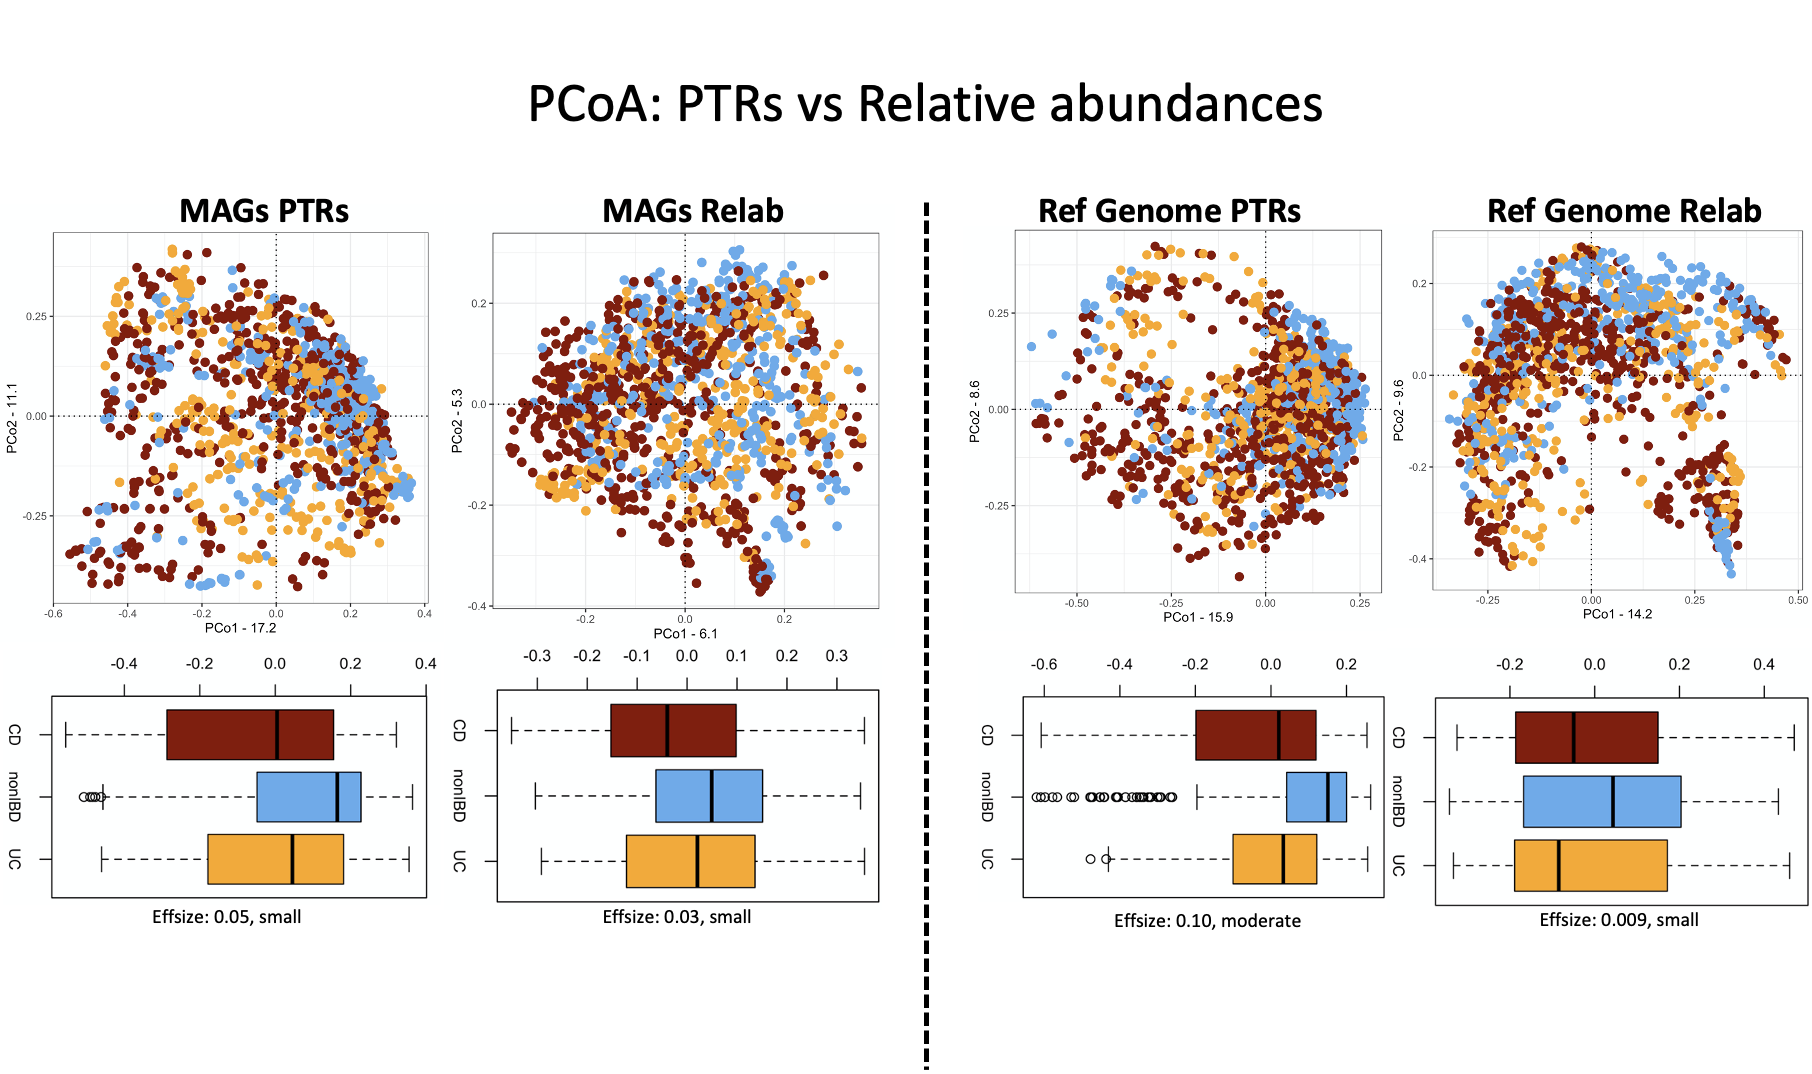 PCoA: PTRs vs Relative abundances
MAGs PTRs
MAGs Relab
Ref Genome PTRs
Ref Genome Relab
0.25
0.00
-0.25
PCo2 - 11.1
-0.6 -0.4 -0.2 0.0 0.2 0.4
PCo1 - 17.2
0.2
0.0
-0.2
-0.4
PCo2 - 5.3
-0.2 0.0 0.2
PCo1 - 6.1
0.25
0.00
-0.25
PCo2 - 8.6
-0.50 -0.25 0.00 0.25
PCo1 - 15.9
0.2
0.0
-0.2
-0.4
PCo2 - 9.6
-0.25 0.00 0.25 0.50
PCo1 - 14.2
-0.4 -0.2 0.0 0.2 0.4
CD
nonIBD
UC
Effsize: 0.05, small
-0.3 -0.2 -0.1 0.0 0.1 0.2 0.3
CD
nonIBD
UC
Effsize: 0.03, small
-0.6 -0.4 -0.2 0.0 0.2
CD
nonIBD
UC
Effsize: 0.10, moderate
-0.2 0.0 0.2 0.4
CD
nonIBD
UC
Effsize: 0.009, small